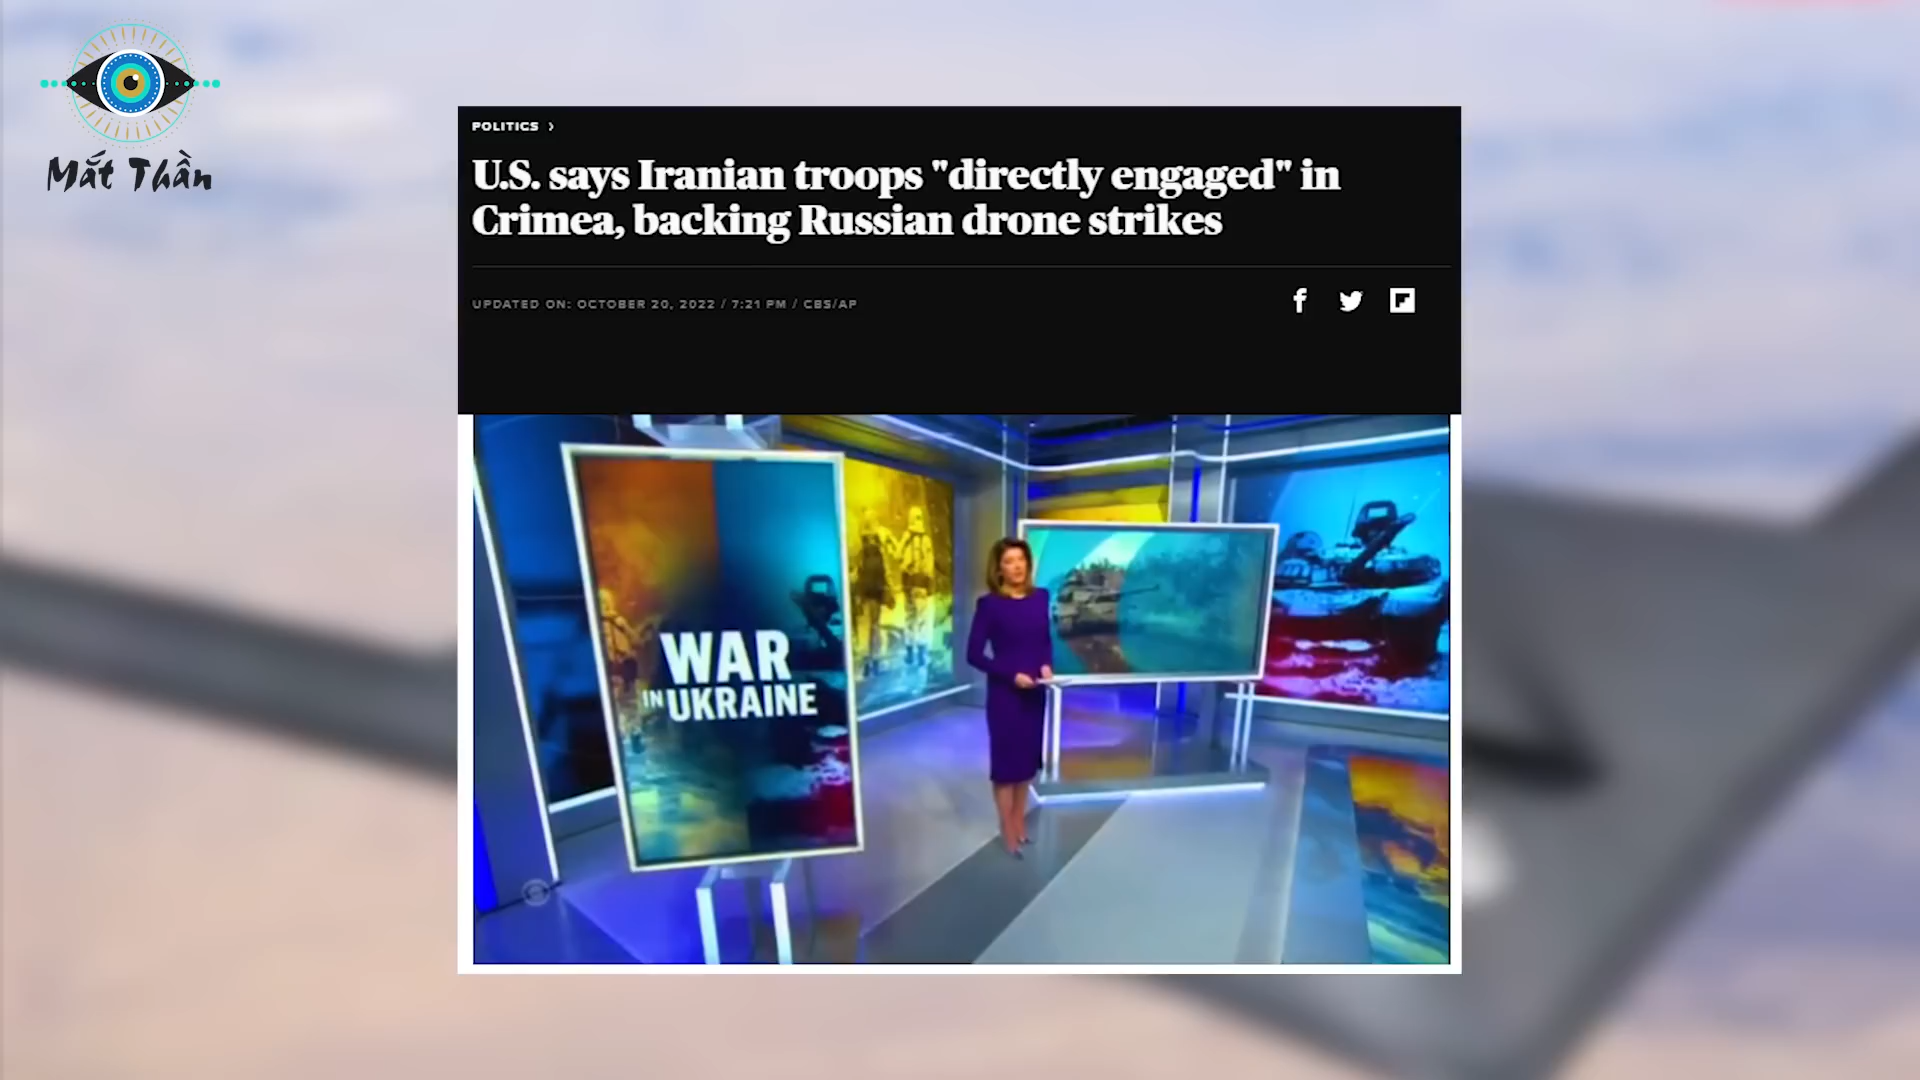 Mắt Thần
POLITICS >
U.S. says Iranian troops "directly engaged" in
Crimea, backing Russian drone strikes
UPDATED ON: OCTOBER 20, 2022 / 7:21 PM / CBS/AP
WAR
IN UKRAINE